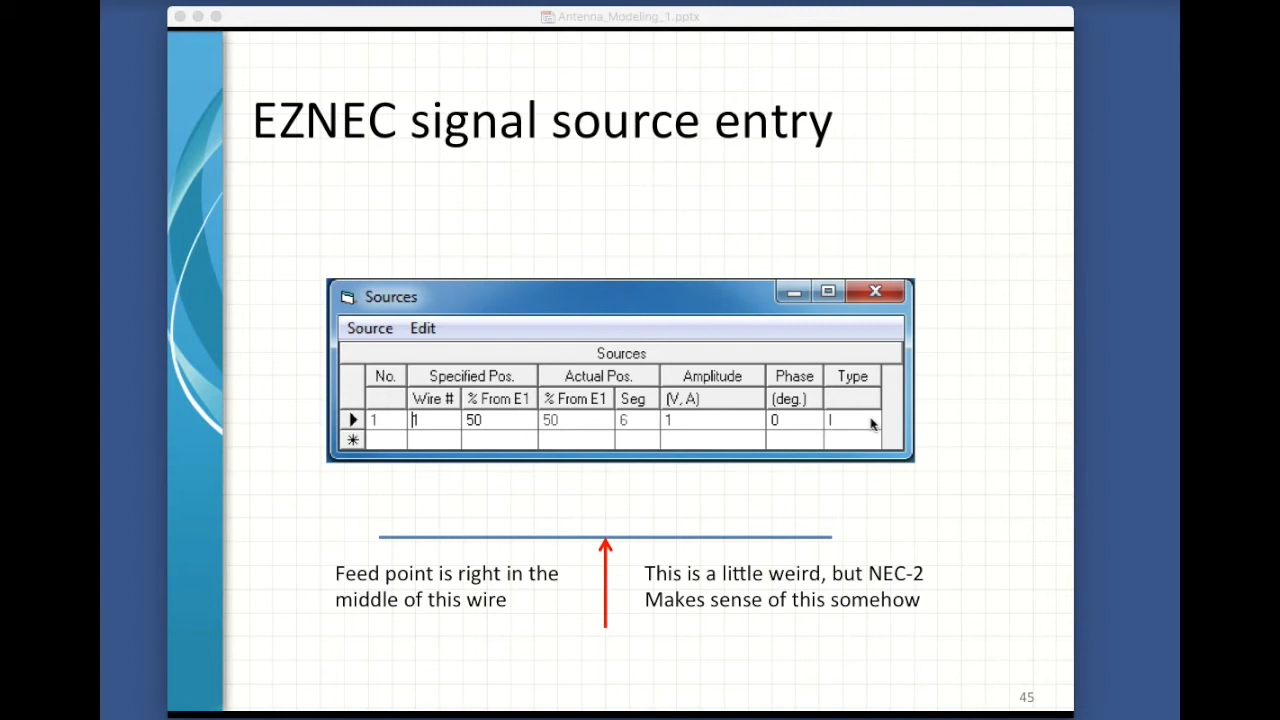 Antenna_Modeling_1.pptx
EZNEC signal source entry
Sources
Source Edit
Sources
No. Specified Pos. Actual Pos. Amplitude Phase Type
Wire # % From E1 % From E1 Seg (V, A) (deg.)
1 1 50 50 6 1 0 I
Feed point is right in the
middle of this wire
This is a little weird, but NEC-2
Makes sense of this somehow
45